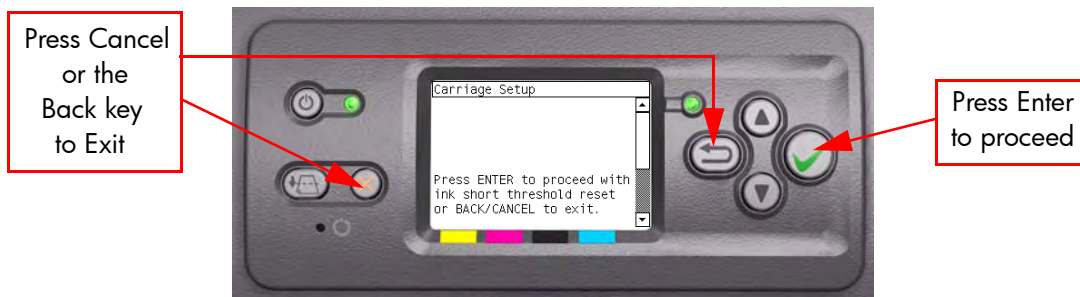 Press Cancel
or the
Back key
to Exit
Carriage Setup
Press ENTER to proceed with
ink short threshold reset
or BACK/CANCEL to exit.
Press Enter
to proceed